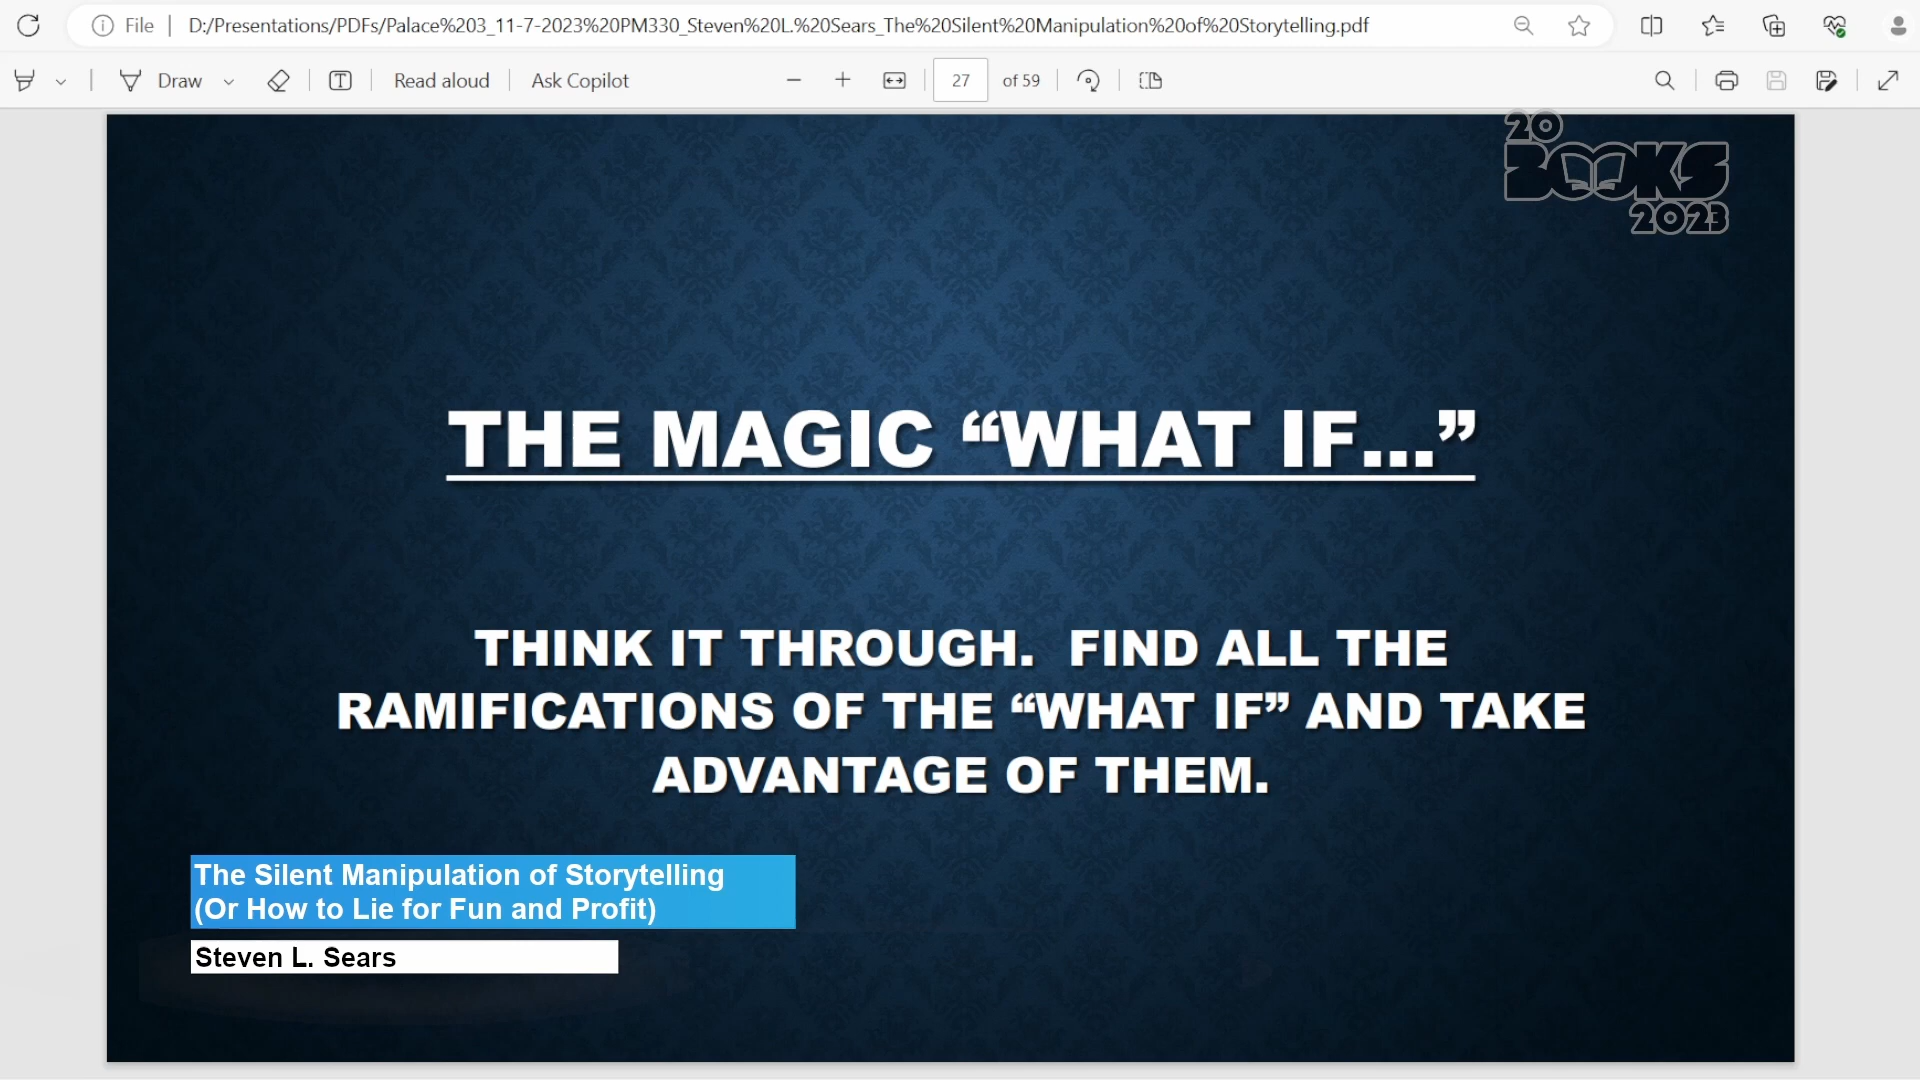 File
D:/Presentations/PDFs/Palace%203_11-7-2023%20PM330_Steven%20L.%20Sears_The%20Silent%20Manipulation%20of%20Storytelling.pdf
Draw
Read aloud
Ask Copilot
27 of 59
20
BOOKS
2023
THE MAGIC “WHAT IF...”
THINK IT THROUGH.  FIND ALL THE
RAMIFICATIONS OF THE “WHAT IF” AND TAKE
ADVANTAGE OF THEM.
The Silent Manipulation of Storytelling
(Or How to Lie for Fun and Profit)
Steven L. Sears